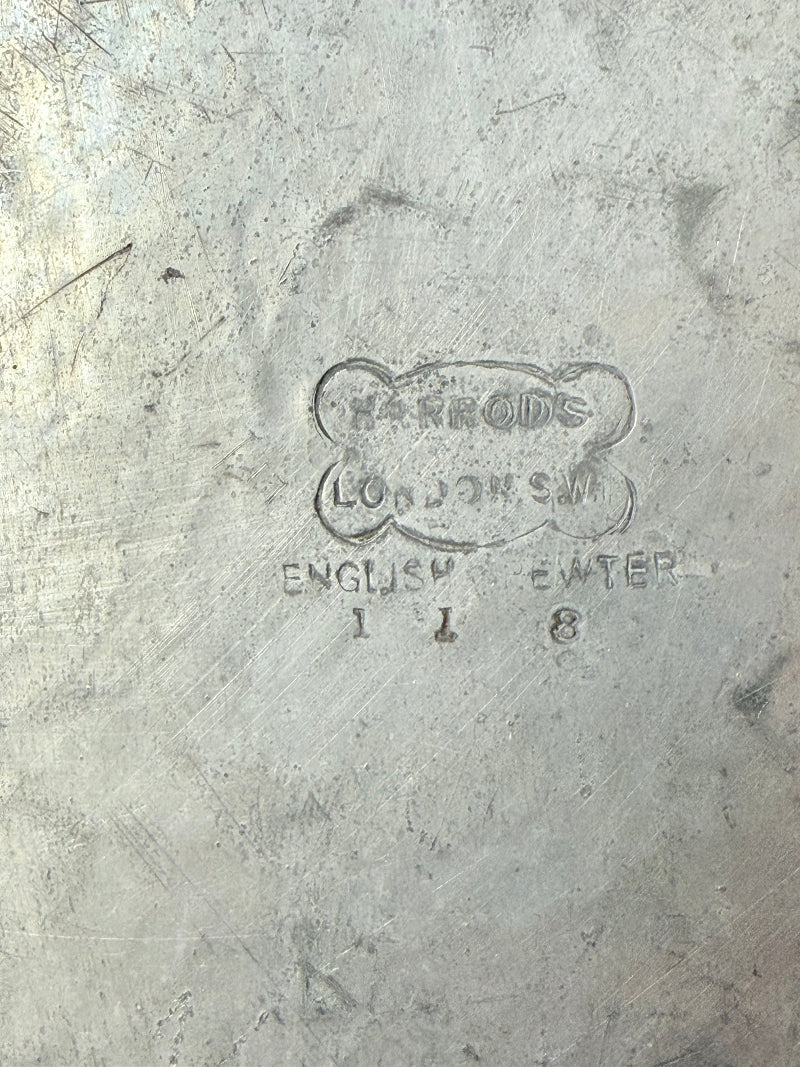 HARRODS
LONDON. S.W.1
ENGLISH PEWTER
1 1 8